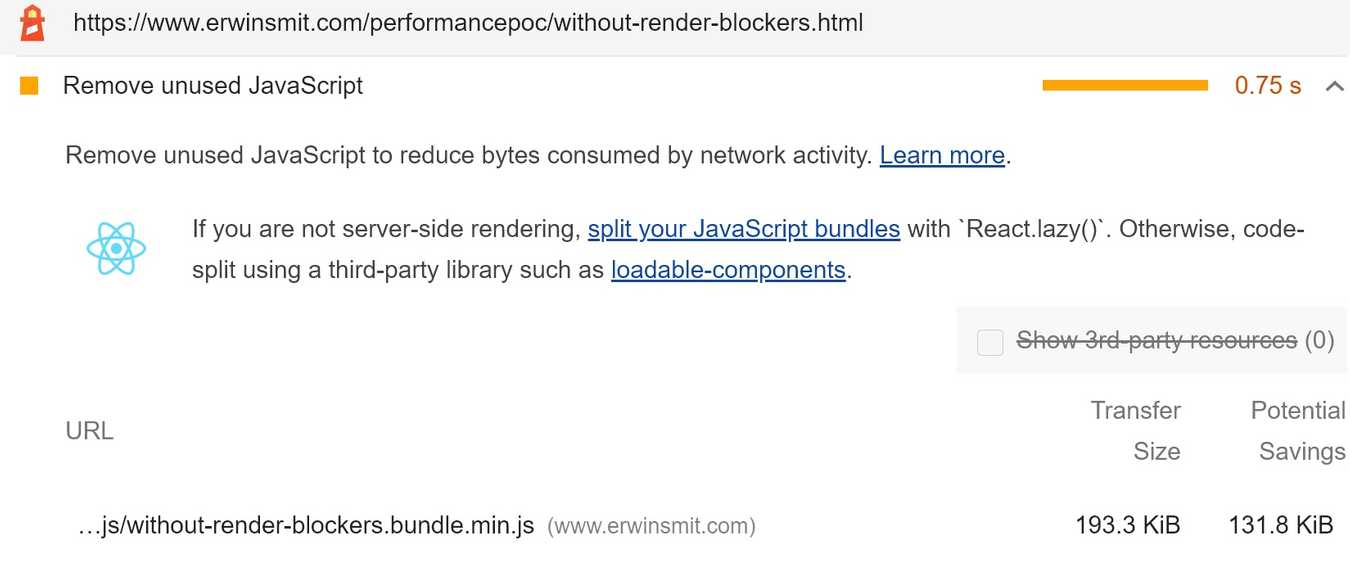 https://www.erwinsmit.com/performancepoc/without-render-blockers.html
Remove unused JavaScript 0.75 s
Remove unused JavaScript to reduce bytes consumed by network activity. Learn more.
If you are not server-side rendering, split your JavaScript bundles with `React.lazy()`. Otherwise, code-
split using a third-party library such as loadable-components.
Show 3rd-party resources (0)
URL
Transfer
Size
Potential
Savings
…js/without-render-blockers.bundle.min.js (www.erwinsmit.com) 193.3 KiB 131.8 KiB